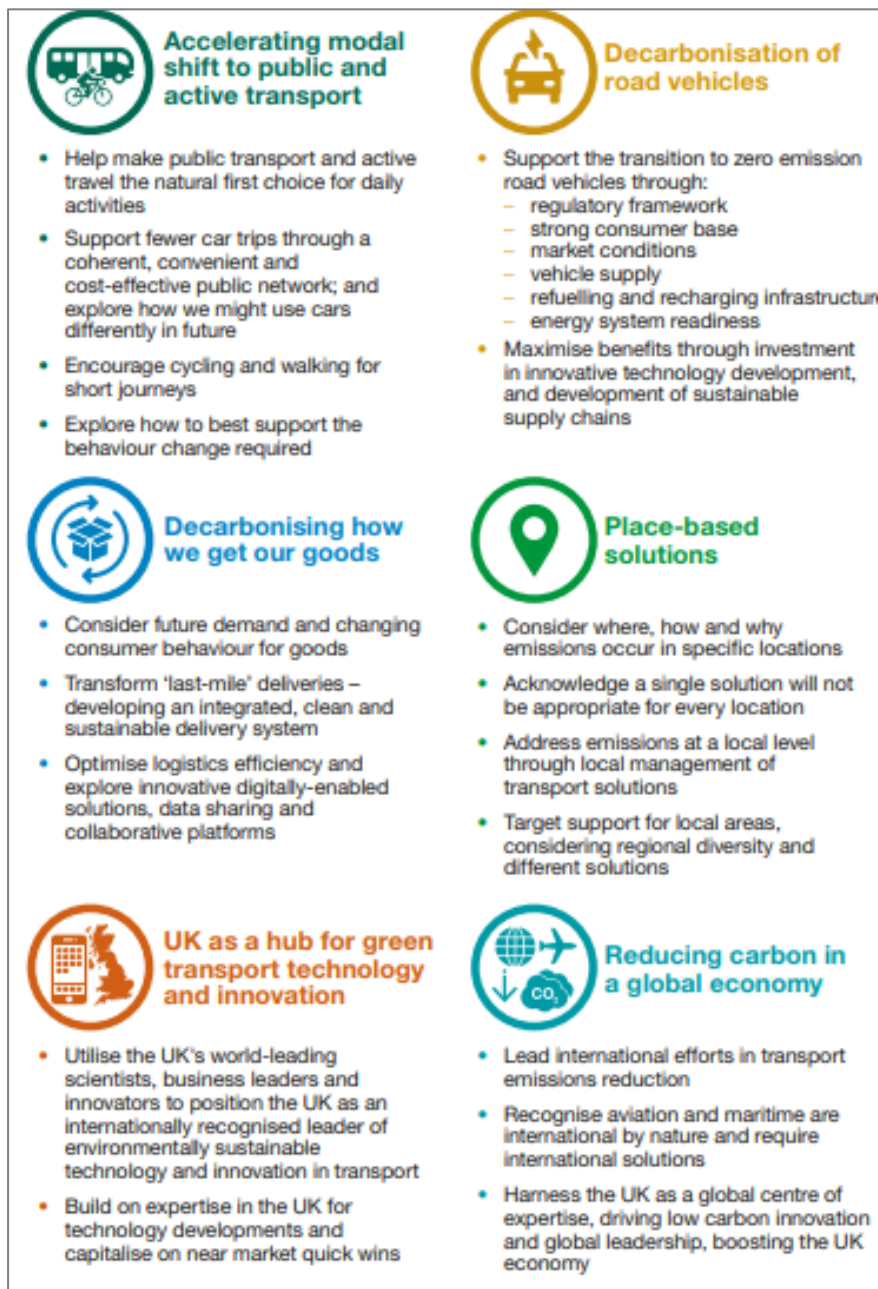 Accelerating modal
shift to public and
active transport
• Help make public transport and active
travel the natural first choice for daily
activities
• Support fewer car trips through a
coherent, convenient and
cost-effective public network; and
explore how we might use cars
differently in future
• Encourage cycling and walking for
short journeys
• Explore how to best support the
behaviour change required
Decarbonisation of
road vehicles
• Support the transition to zero emission
road vehicles through:
– regulatory framework
– strong consumer base
– market conditions
– vehicle supply
– refuelling and recharging infrastructure
– energy system readiness
• Maximise benefits through investment
in innovative technology development,
and development of sustainable
supply chains
Decarbonising how
we get our goods
• Consider future demand and changing
consumer behaviour for goods
• Transform ‘last-mile’ deliveries –
developing an integrated, clean and
sustainable delivery system
• Optimise logistics efficiency and
explore innovative digitally-enabled
solutions, data sharing and
collaborative platforms
Place-based
solutions
• Consider where, how and why
emissions occur in specific locations
• Acknowledge a single solution will not
be appropriate for every location
• Address emissions at a local level
through local management of
transport solutions
• Target support for local areas,
considering regional diversity and
different solutions
UK as a hub for green
transport technology
and innovation
• Utilise the UK's world-leading
scientists, business leaders and
innovators to position the UK as an
internationally recognised leader of
environmentally sustainable
technology and innovation in transport
• Build on expertise in the UK for
technology developments and
capitalise on near market quick wins
CO₂
Reducing carbon in
a global economy
• Lead international efforts in transport
emissions reduction
• Recognise aviation and maritime are
international by nature and require
international solutions
• Harness the UK as a global centre of
expertise, driving low carbon innovation
and global leadership, boosting the UK
economy